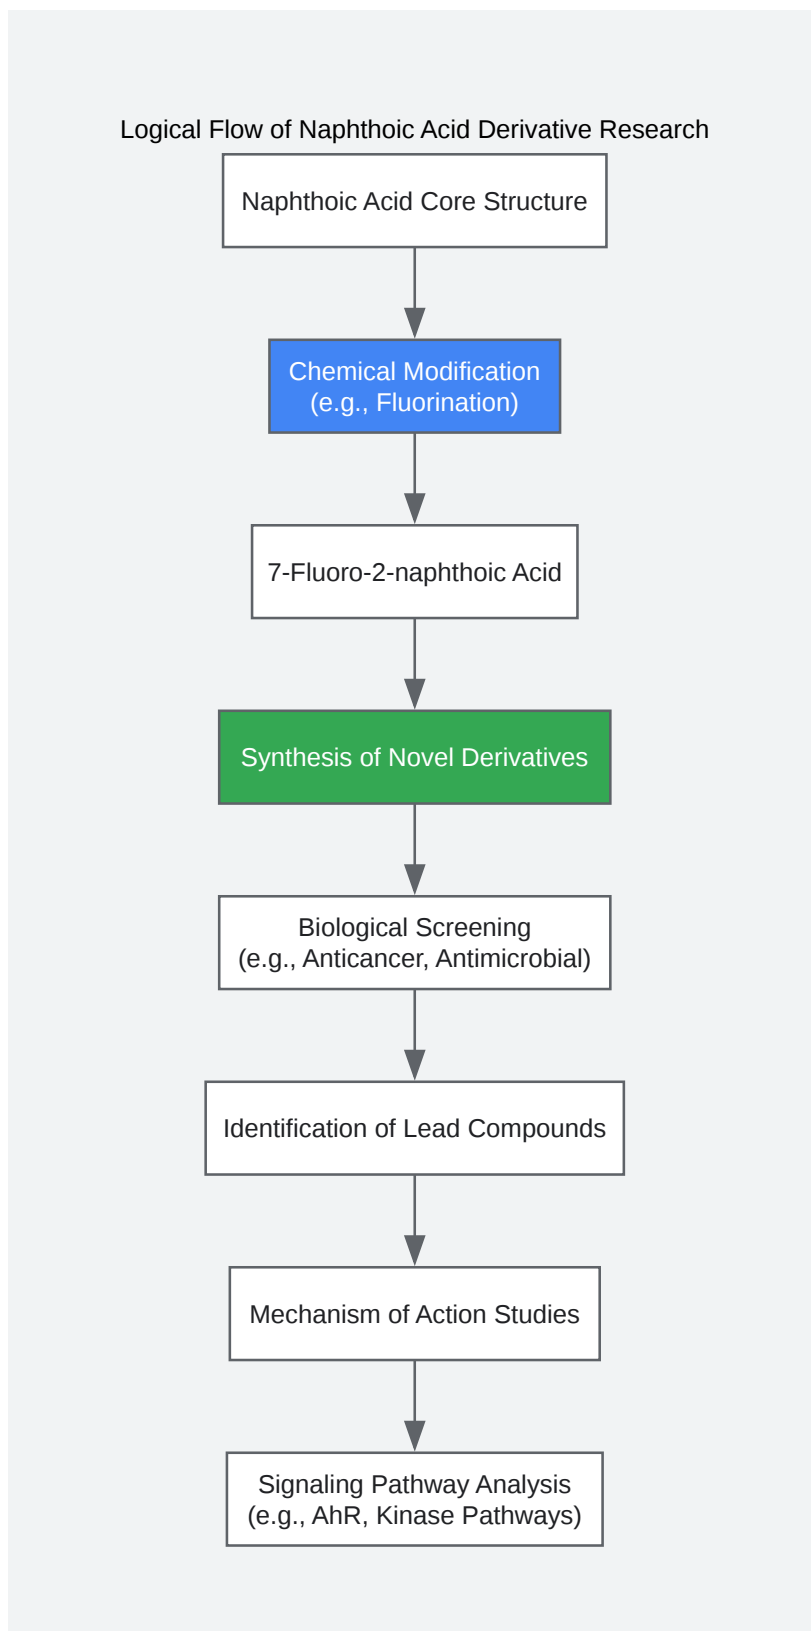 Logical Flow of Naphthoic Acid Derivative Research
Naphthoic Acid Core Structure
Chemical Modification
(e.g., Fluorination)
7-Fluoro-2-naphthoic Acid
Synthesis of Novel Derivatives
Biological Screening
(e.g., Anticancer, Antimicrobial)
Identification of Lead Compounds
Mechanism of Action Studies
Signaling Pathway Analysis
(e.g., AhR, Kinase Pathways)